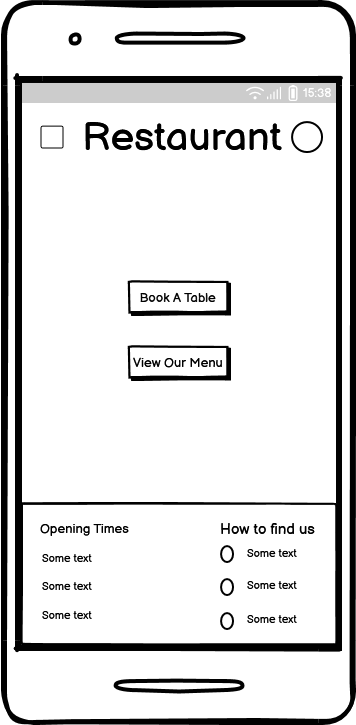 15:38
Restaurant
Book A Table
View Our Menu
Opening Times
Some text
Some text
Some text
How to find us
Some text
Some text
Some text